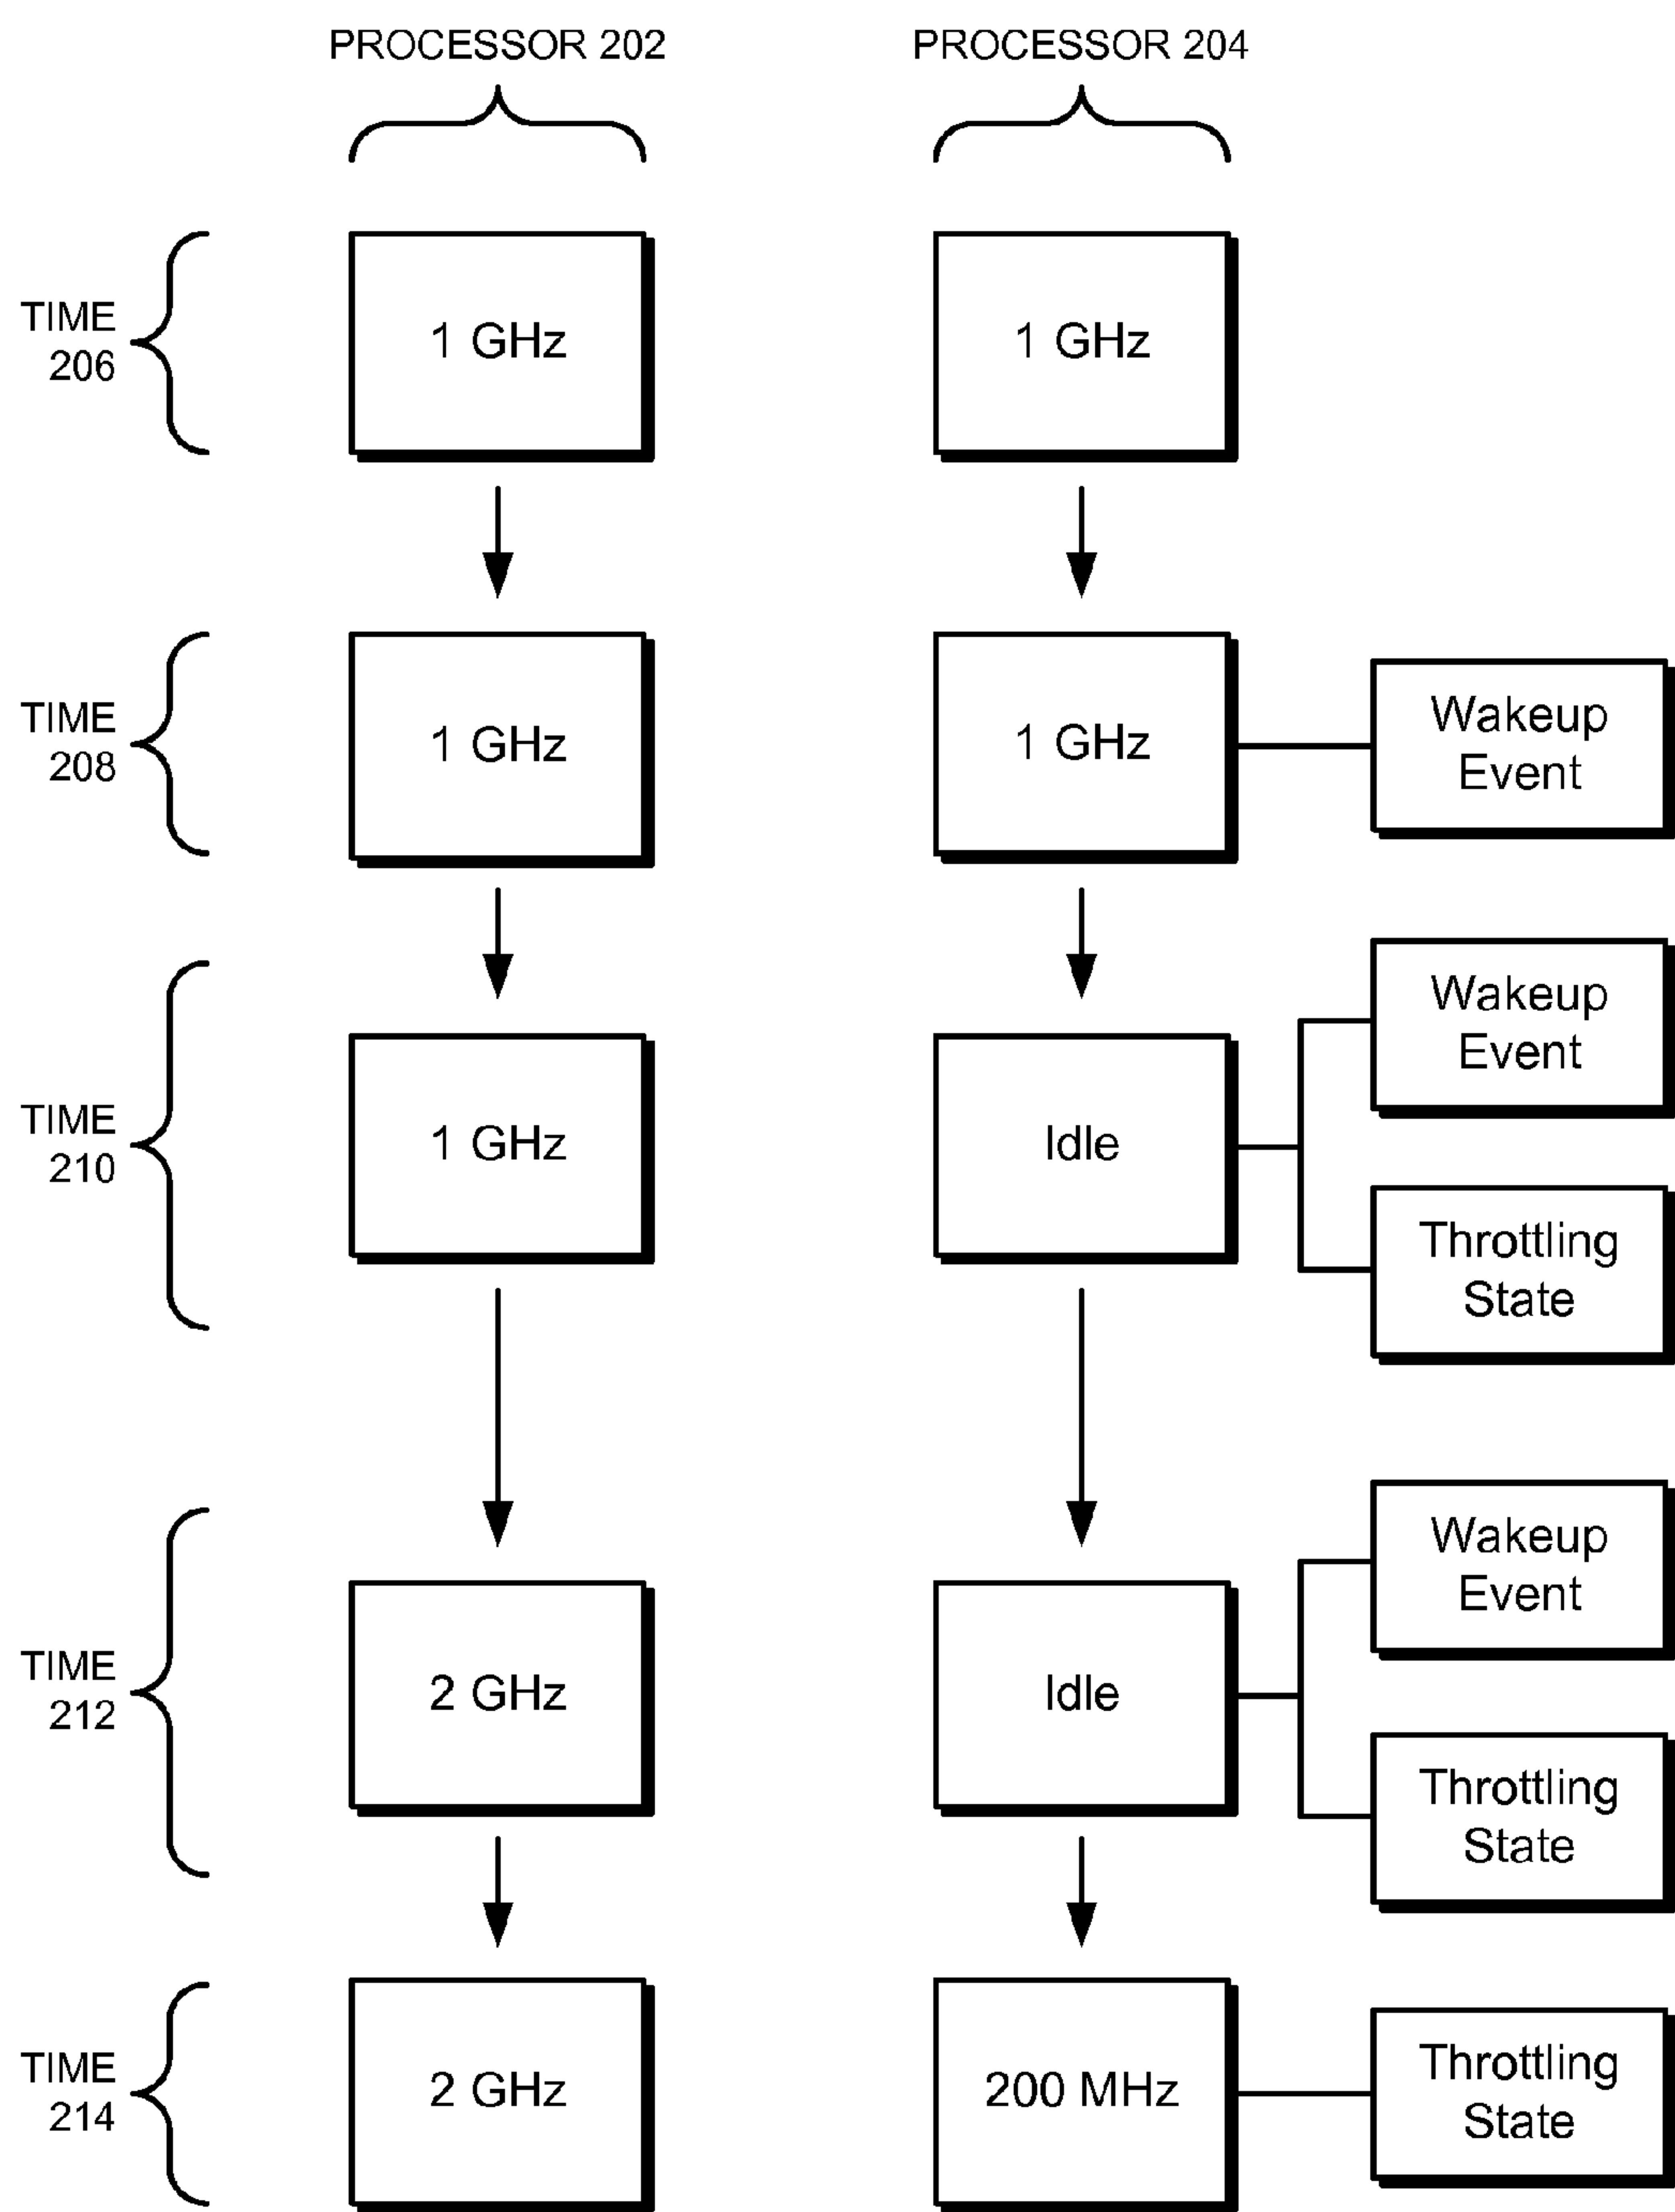 PROCESSOR 202
PROCESSOR 204
TIME
206
1 GHz
1 GHz
TIME
208
1 GHz
1 GHz
Wakeup
Event
TIME
210
1 GHz
Idle
Wakeup
Event
Throttling
State
TIME
212
2 GHz
Idle
Wakeup
Event
Throttling
State
TIME
214
2 GHz
200 MHz
Throttling
State